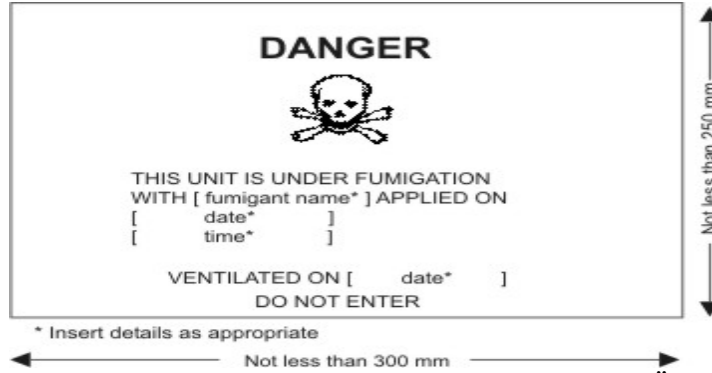 DANGER
THIS UNIT IS UNDER FUMIGATION
WITH [ fumigant name* ] APPLIED ON
[ date* ]
[ time* ]
VENTILATED ON [ date* ]
DO NOT ENTER
* Insert details as appropriate
Not less than 300 mm
Not less than 250 mm